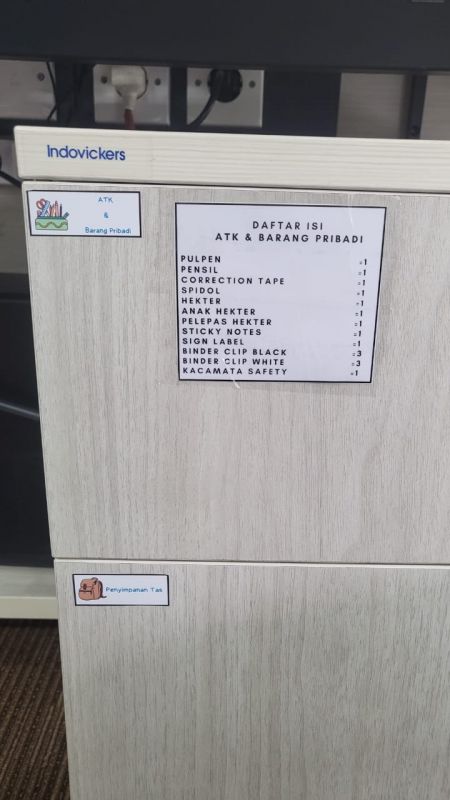 Indovickers
ATK
&
Barang Pribadi
DAFTAR ISI
ATK & BARANG PRIBADI
PULPEN =1
PENSIL =1
CORRECTION TAPE =1
SPIDOL =1
HEKTER =1
ANAK HEKTER =1
PELEPAS HEKTER =1
STICKY NOTES =1
SIGN LABEL =1
BINDER CLIP BLACK =3
BINDER CLIP WHITE =3
KACAMATA SAFETY =1
Penyimpanan Tas